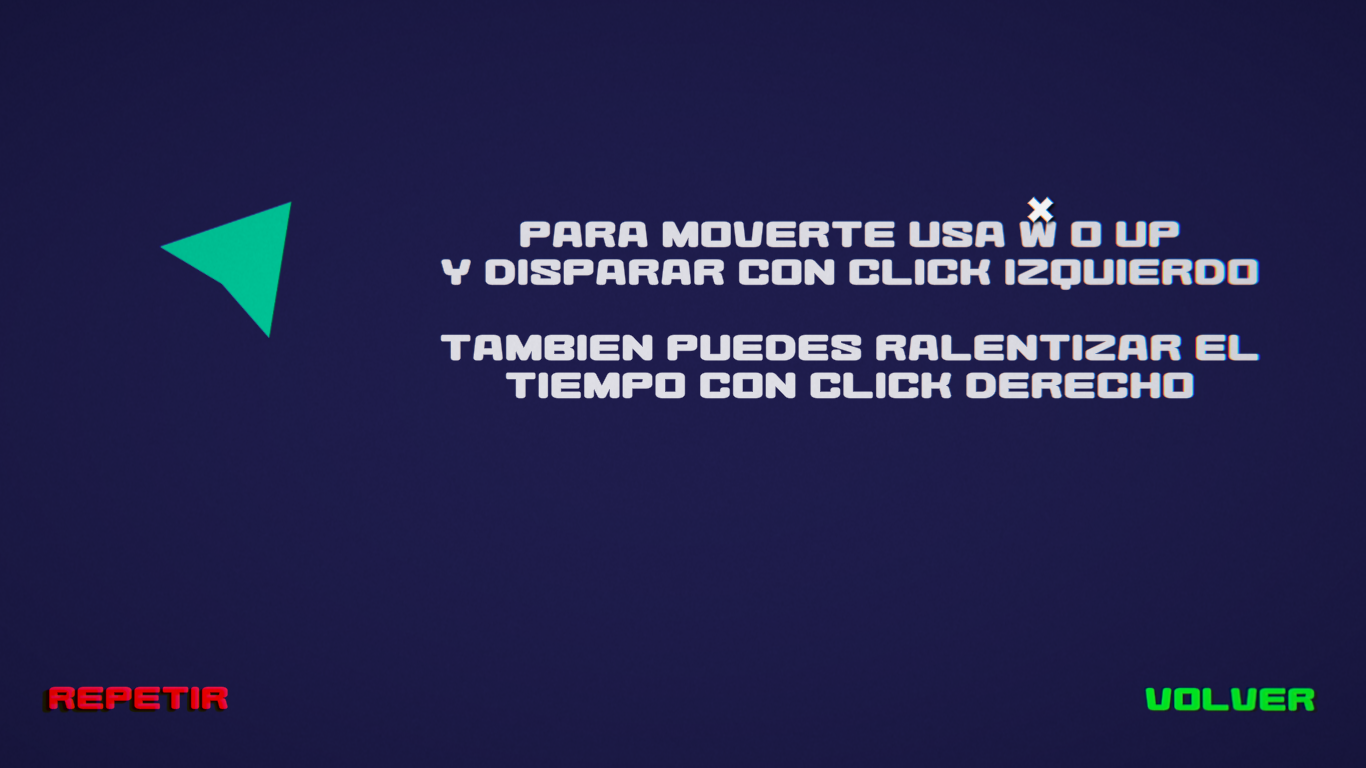 PARA MOVERTE USA W O UP
Y DISPARAR CON CLICK IZQUIERDO
TAMBIEN PUEDES RALENTIZAR EL
TIEMPO CON CLICK DERECHO
REPETIR
VOLVER